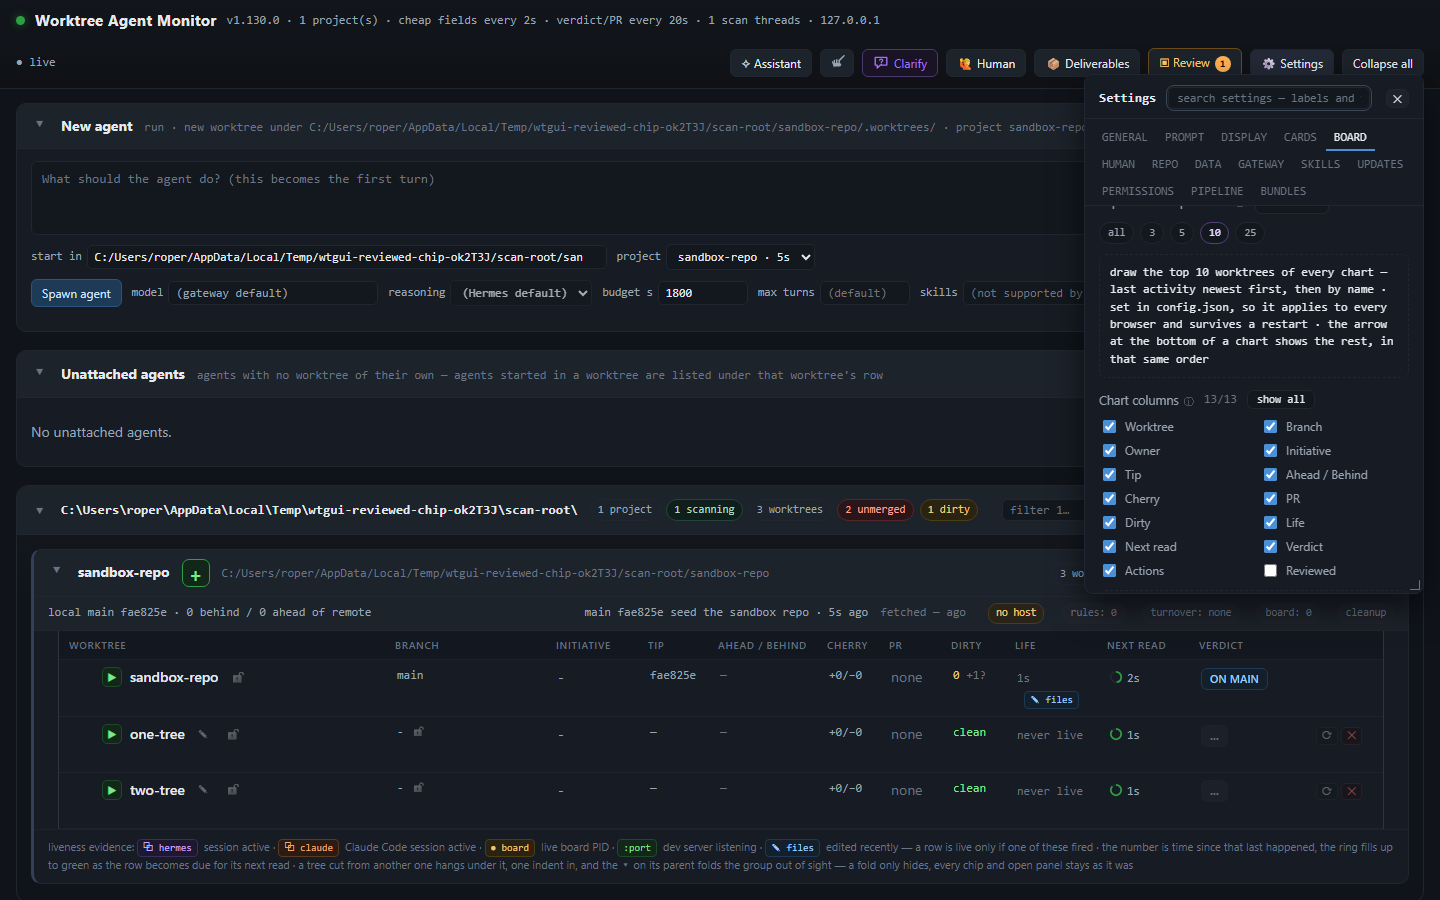 Worktree Agent Monitor v1.130.0 · 1 project(s) · cheap fields every 2s · verdict/PR every 20s · 1 scan threads · 127.0.0.1
● live
✧ Assistant
Clarify
Human
Deliverables
Review 1
Settings
Collapse all
Settings search settings — labels and
GENERAL PROMPT DISPLAY CARDS BOARD
HUMAN REPO DATA GATEWAY SKILLS UPDATES
PERMISSIONS PIPELINE BUNDLES
all 3 5 10 25
draw the top 10 worktrees of every chart —
last activity newest first, then by name ·
set in config.json, so it applies to every
browser and survives a restart · the arrow
at the bottom of a chart shows the rest, in
that same order
Chart columns ⓘ 13/13 show all
Worktree Branch
Owner Initiative
Tip Ahead / Behind
Cherry PR
Dirty Life
Next read Verdict
Actions Reviewed
New agent run · new worktree under C:/Users/roper/AppData/Local/Temp/wtgui-reviewed-chip-ok2T3J/scan-root/sandbox-repo/.worktrees/ · project sandbox-repo
What should the agent do? (this becomes the first turn)
start in C:/Users/roper/AppData/Local/Temp/wtgui-reviewed-chip-ok2T3J/scan-root/san project sandbox-repo · 5s
Spawn agent model (gateway default) reasoning (Hermes default) budget s 1800 max turns (default) skills (not supported by
Unattached agents agents with no worktree of their own — agents started in a worktree are listed under that worktree's row
No unattached agents.
C:\Users\roper\AppData\Local\Temp\wtgui-reviewed-chip-ok2T3J\scan-root\ 1 project 1 scanning 3 worktrees 2 unmerged 1 dirty filter 1…
sandbox-repo + C:/Users/roper/AppData/Local/Temp/wtgui-reviewed-chip-ok2T3J/scan-root/sandbox-repo 3 wo
local main fae825e · 0 behind / 0 ahead of remote main fae825e seed the sandbox repo · 5s ago fetched — ago no host rules: 0 turnover: none board: 0 cleanup
WORKTREE BRANCH INITIATIVE TIP AHEAD / BEHIND CHERRY PR DIRTY LIFE NEXT READ VERDICT
sandbox-repo main - fae825e — +0/−0 none 0 +1? 1s 2s ON MAIN
files
one-tree - - — — +0/−0 none clean never live 1s …
two-tree - - — — +0/−0 none clean never live 1s …
liveness evidence: hermes session active · claude Claude Code session active · ● board live board PID · :port dev server listening · files edited recently — a row is live only if one of these fired · the number is time since that last happened, the ring fills up
to green as the row becomes due for its next read · a tree cut from another one hangs under it, one indent in, and the ▾ on its parent folds the group out of sight — a fold only hides, every chip and open panel stays as it was